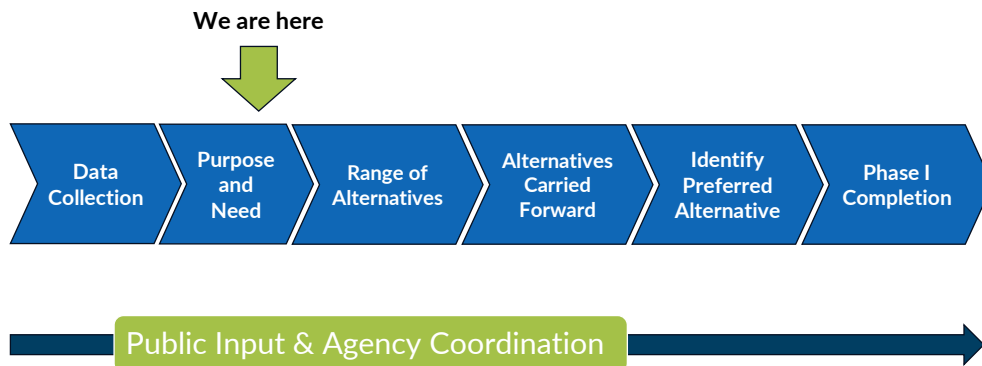 We are here
Data
Collection
Purpose
and
Need
Range of
Alternatives
Alternatives
Carried
Forward
Identify
Preferred
Alternative
Phase I
Completion
Public Input & Agency Coordination